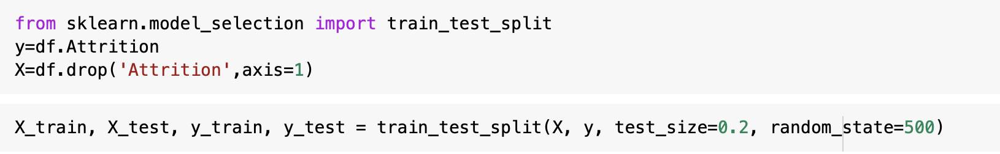 from sklearn.model_selection import train_test_split
y=df.Attrition
X=df.drop('Attrition',axis=1)
X_train, X_test, y_train, y_test = train_test_split(X, y, test_size=0.2, random_state=500)